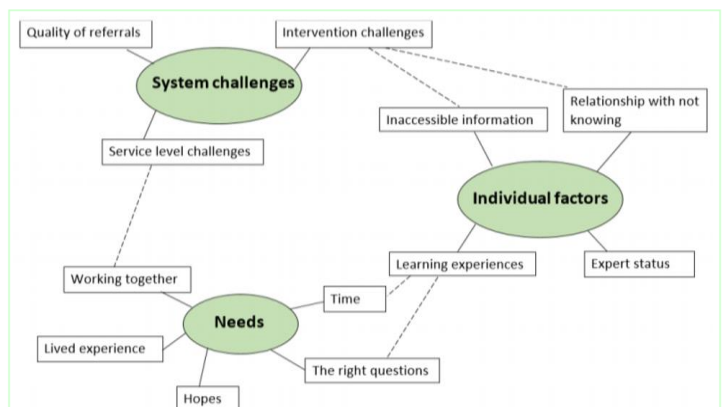 Quality of referrals
Intervention challenges
System challenges
Relationship with not
knowing
Inaccessible information
Service level challenges
Individual factors
Learning experiences
Expert status
Working together
Time
Needs
Lived experience
The right questions
Hopes